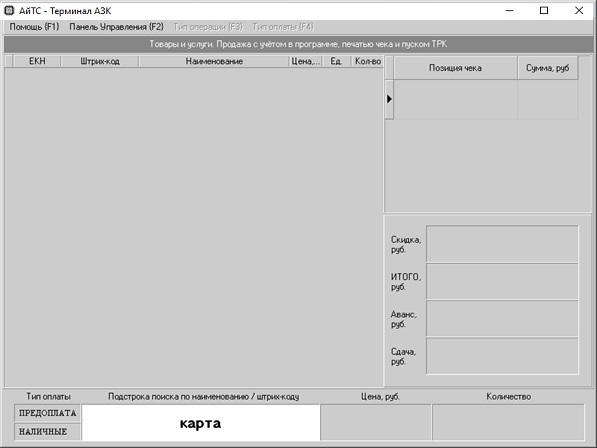 АйТС - Терминал АЗК
Помощь (F1) Панель Управления (F2) Тип операции (F3) Тип оплаты (F4)
Товары и услуги. Продажа с учётом в программе, печатью чека и пуском ТРК
ЕКН Штрих-код Наименование Цена,... Ед. Кол-во
Позиция чека Сумма, руб
Скидка,
руб.
ИТОГО,
руб.
Аванс,
руб.
Сдача,
руб.
Тип оплаты Подстрока поиска по наименованию / штрих-коду Цена, руб. Количество
ПРЕДОПЛАТА
НАЛИЧНЫЕ
карта